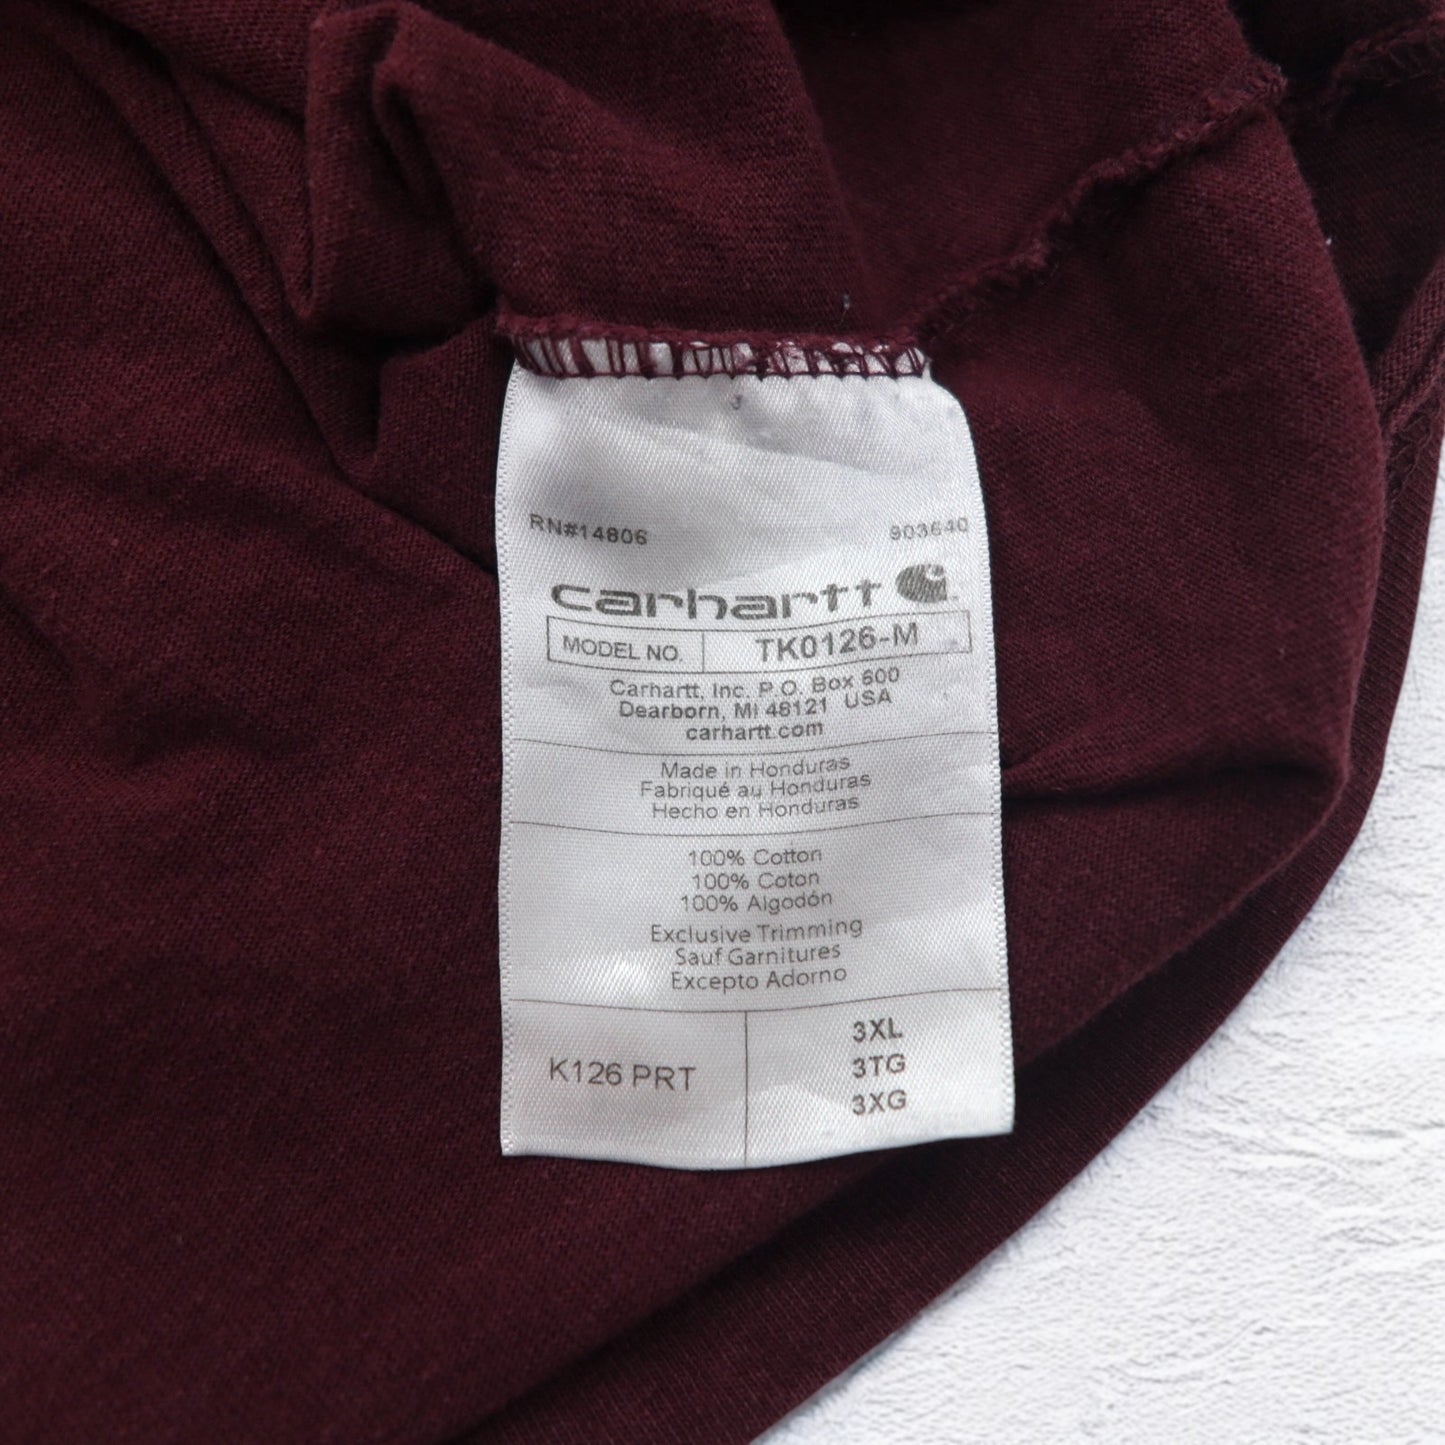 RN#14806 903640
carhartt
MODEL NO. TK0126-M
Carhartt, Inc. P.O. Box 600
Dearborn, MI 48121 USA
carhartt.com
Made in Honduras
Fabriqué au Honduras
Hecho en Honduras
100% Cotton
100% Coton
100% Algodón
Exclusive Trimming
Sauf Garnitures
Excepto Adorno
K126 PRT
3XL
3TG
3XG